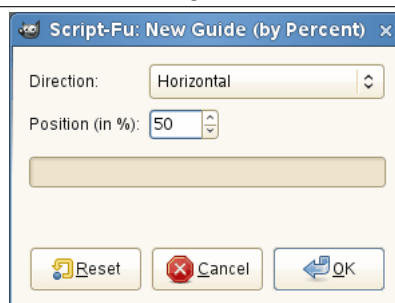 Script-Fu: New Guide (by Percent)
Direction: Horizontal
Position (in %): 50
Reset Cancel OK